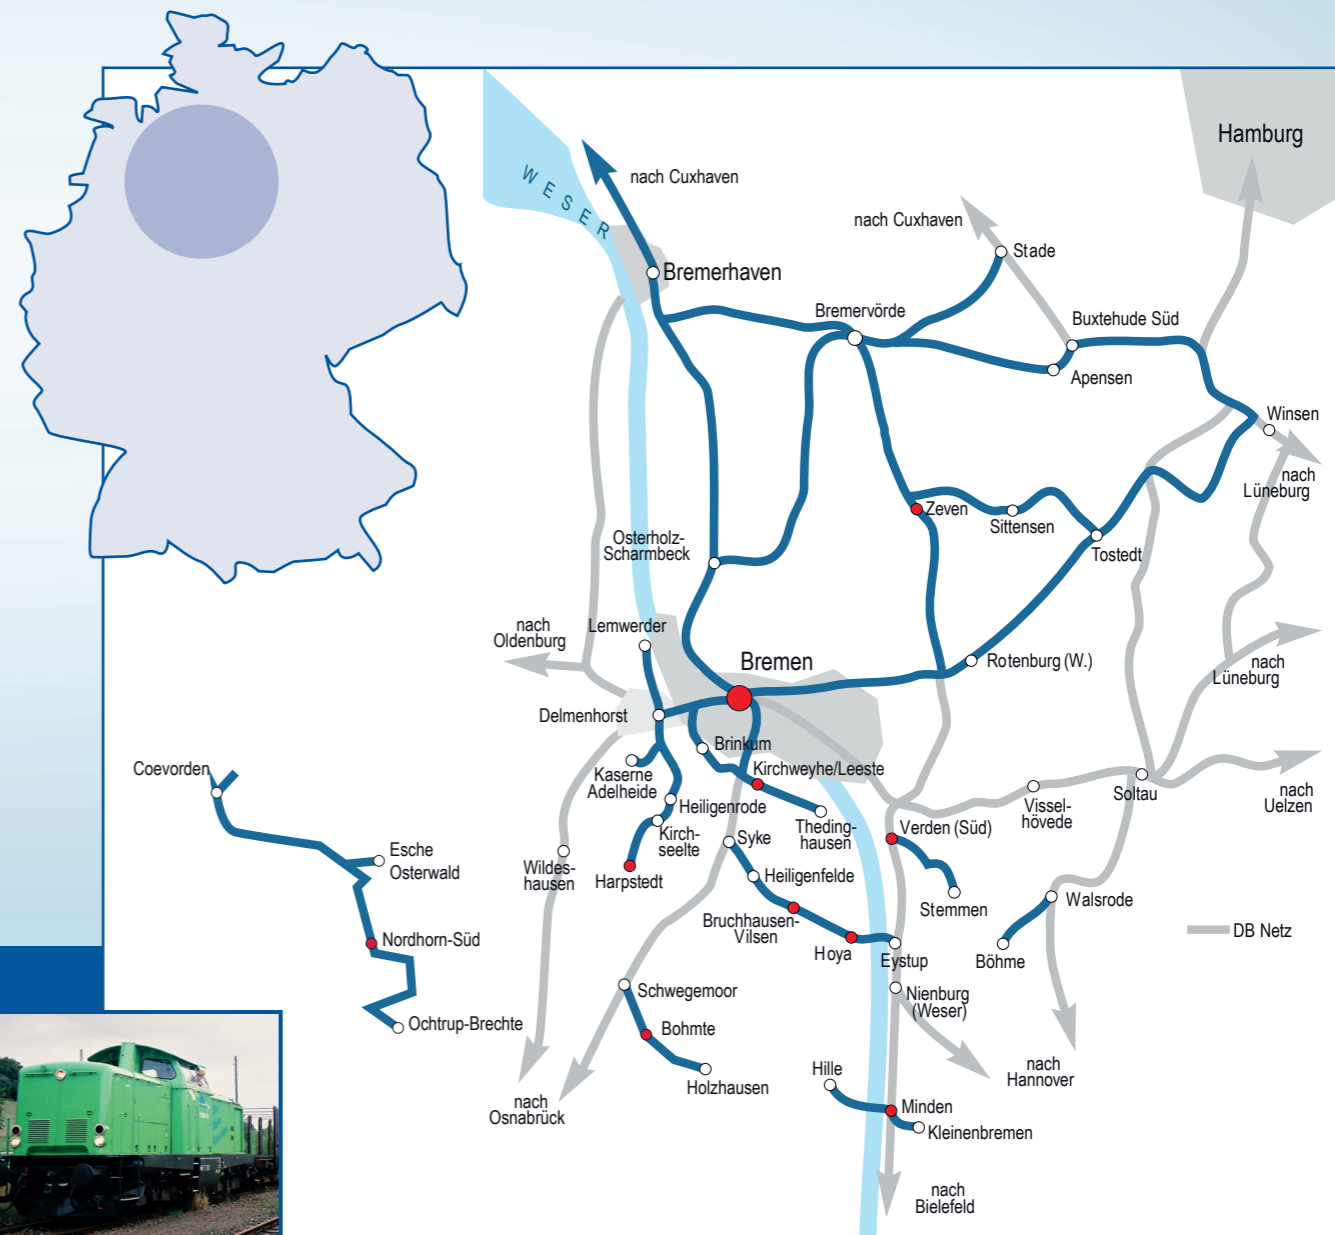 Hamburg
WESER
nach Cuxhaven
nach Cuxhaven
Stade
Bremerhaven
Bremervörde
Buxtehude Süd
Apensen
Winsen
nach
Lüneburg
Zeven
Sittensen
Tostedt
Osterholz-
Scharmbeck
nach
Oldenburg
Lemwerder
Bremen
Rotenburg (W.)
nach
Lüneburg
Delmenhorst
Brinkum
Kirchweyhe/Leeste
Kaserne
Adelheide
Heiligenrode
Kirch-
seelte
Coevorden
Soltau
nach
Uelzen
Vissel-
hövede
Theding-
hausen
Verden (Süd)
Syke
Esche
Osterwald
Wildes-
hausen
Harpstedt
Heiligenfelde
Stemmen
Walsrode
Bruchhausen-
Vilsen
Hoya
Eystup
Böhme
DB Netz
Nordhorn-Süd
Schwegemoor
Nienburg
(Weser)
Ochtrup-Brechte
Bohmte
Holzhausen
Hille
nach
Hannover
nach
Osnabrück
Minden
Kleinenbremen
nach
Bielefeld